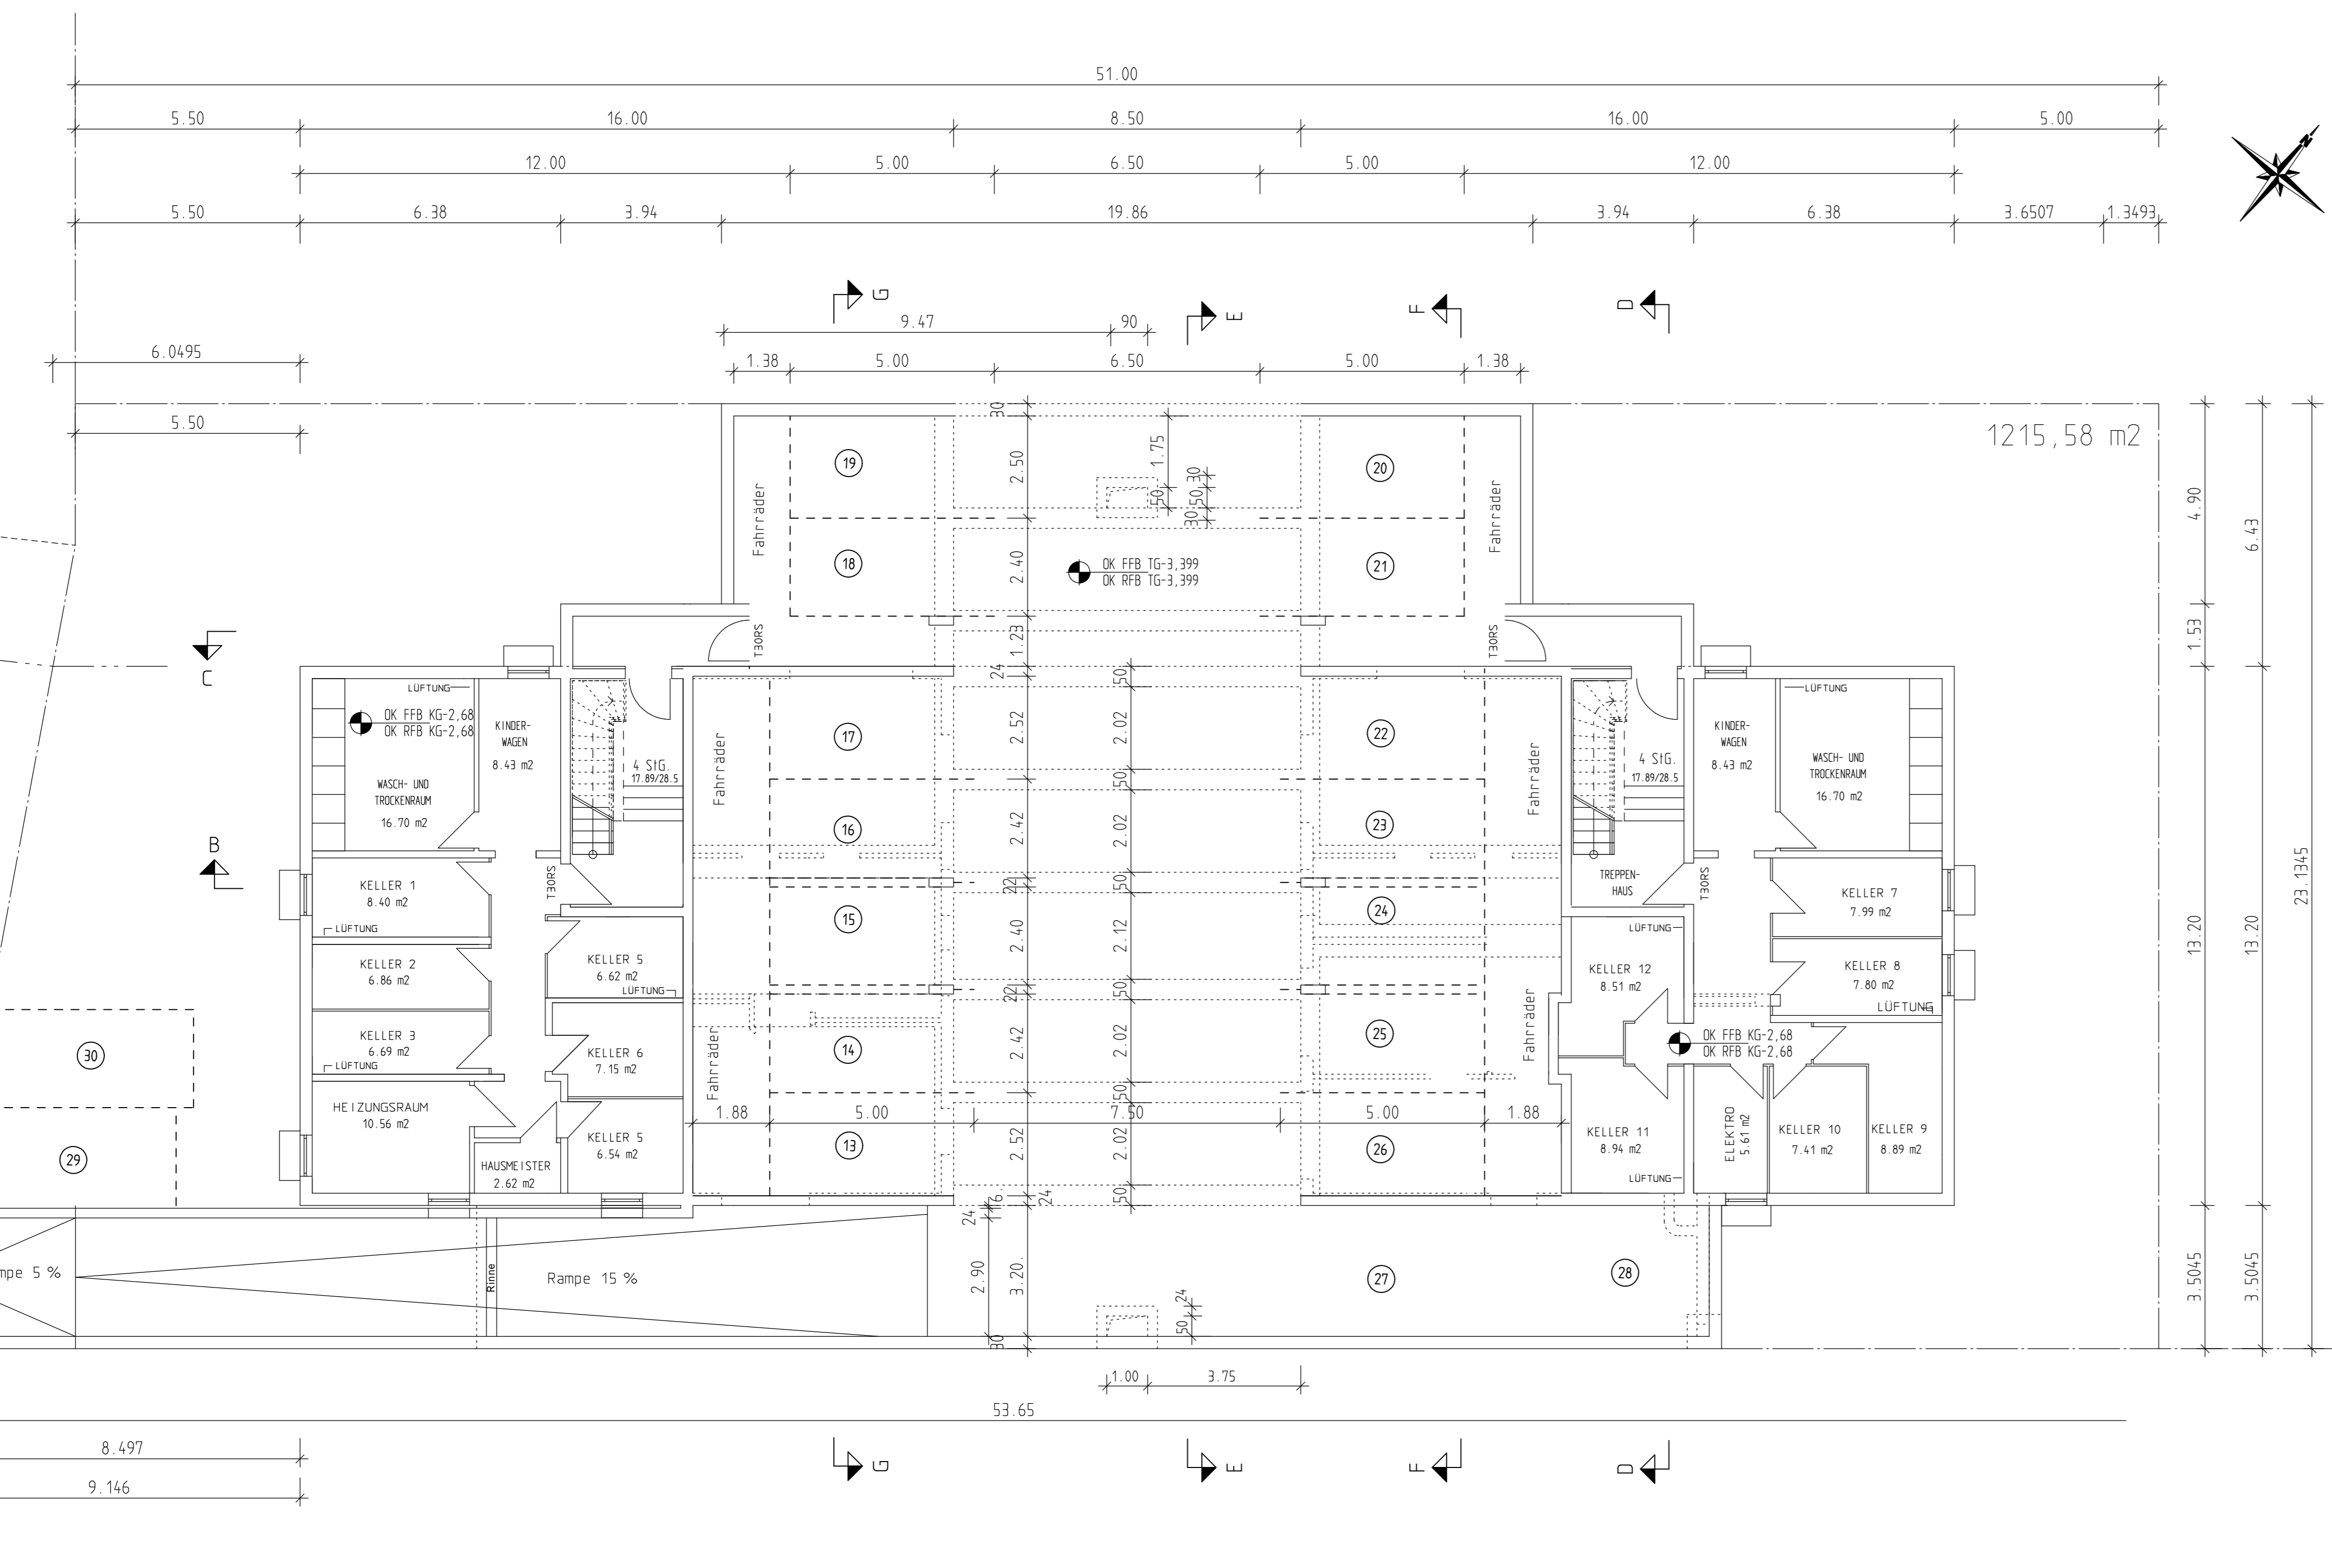 51.00
5.50 16.00 8.50 16.00 5.00
12.00 5.00 6.50 5.00 12.00
5.50 6.38 3.94 19.86 3.94 6.38 3.6507 1.3493
N
G E F D
9.47 90
6.0495
1.38 5.00 6.50 5.00 1.38
5.50
1215,58 m2
30
2.50
2.40
1.23
24
2.52
2.42
22
2.40
22
2.42
2.52
6.
24
3.20.
30
24
2.90
1.75
50
30
50
30
50
2.02
50
2.02
50
2.12
50
2.02
50
2.02
50
4.90
1.53
13.20
3.5045
6.43
13.20
3.5045
23.1345
19
18
20
21
Fahrräder
Fahrräder
OK FFB TG-3,399
OK RFB TG-3,399
T30RS
T30RS
C
B
LÜFTUNG
OK FFB KG-2,68
OK RFB KG-2,68
WASCH- UND
TROCKENRAUM
16.70 m2
KINDER-
WAGEN
8.43 m2
4 StG.
17.89/28.5
Fahrräder
17
16
15
14
13
Fahrräder
T30RS
KELLER 1
8.40 m2
LÜFTUNG
KELLER 2
6.86 m2
KELLER 3
6.69 m2
LÜFTUNG
HEIZUNGSRAUM
10.56 m2
KELLER 5
6.62 m2
LÜFTUNG
KELLER 6
7.15 m2
KELLER 5
6.54 m2
HAUSMEISTER
2.62 m2
1.88 5.00 7.50 5.00 1.88
22
23
24
25
26
Fahrräder
Fahrräder
4 StG.
17.89/28.5
TREPPEN-
HAUS
T30RS
KINDER-
WAGEN
8.43 m2
LÜFTUNG
WASCH- UND
TROCKENRAUM
16.70 m2
KELLER 7
7.99 m2
KELLER 8
7.80 m2
LÜFTUNG
LÜFTUNG
KELLER 12
8.51 m2
OK FFB KG-2,68
OK RFB KG-2,68
KELLER 11
8.94 m2
LÜFTUNG
ELEKTRO
5.61 m2
KELLER 10
7.41 m2
KELLER 9
8.89 m2
30
29
mpe 5 %
Rinne
Rampe 15 %
27
28
24
50
1.00 3.75
53.65
8.497
9.146
G E F D